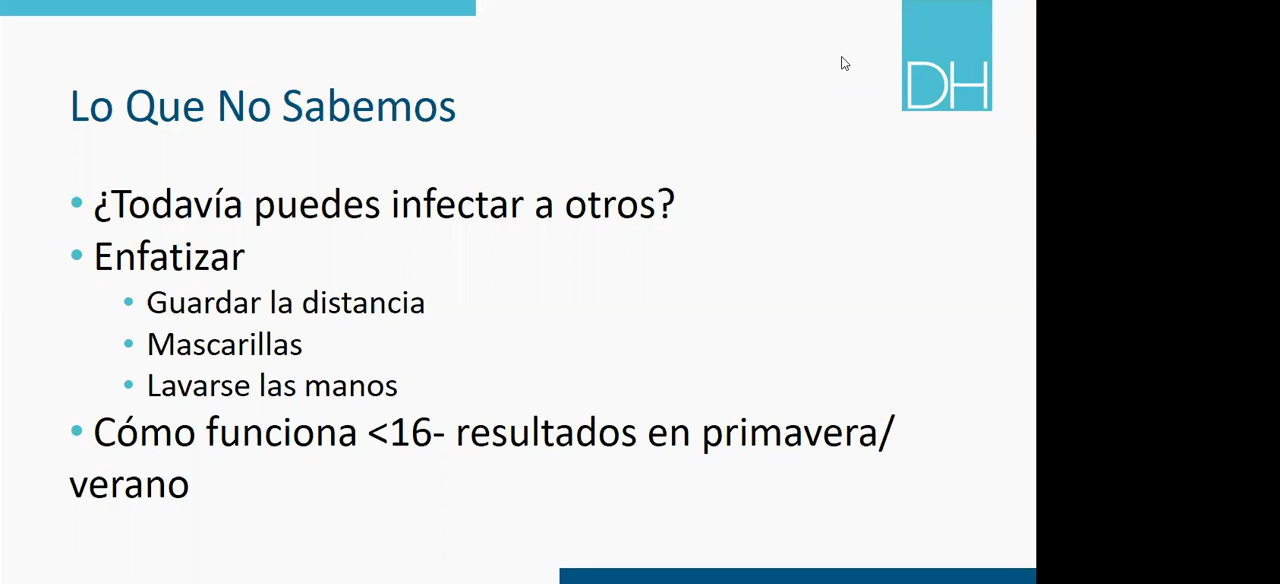 DH
Lo Que No Sabemos
• ¿Todavía puedes infectar a otros?
• Enfatizar
• Guardar la distancia
• Mascarillas
• Lavarse las manos
• Cómo funciona <16- resultados en primavera/
verano